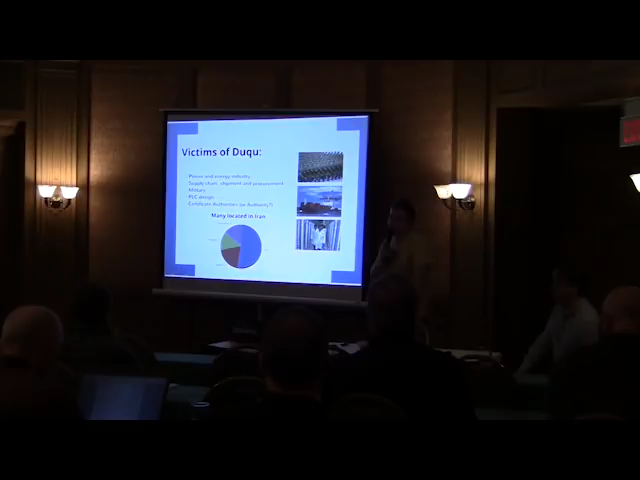 Victims of Duqu:
Power and energy industry
Supply chain, shipment and procurement
Military
PLC design
Certificate Authorities (or Authority?)
Many located in Iran